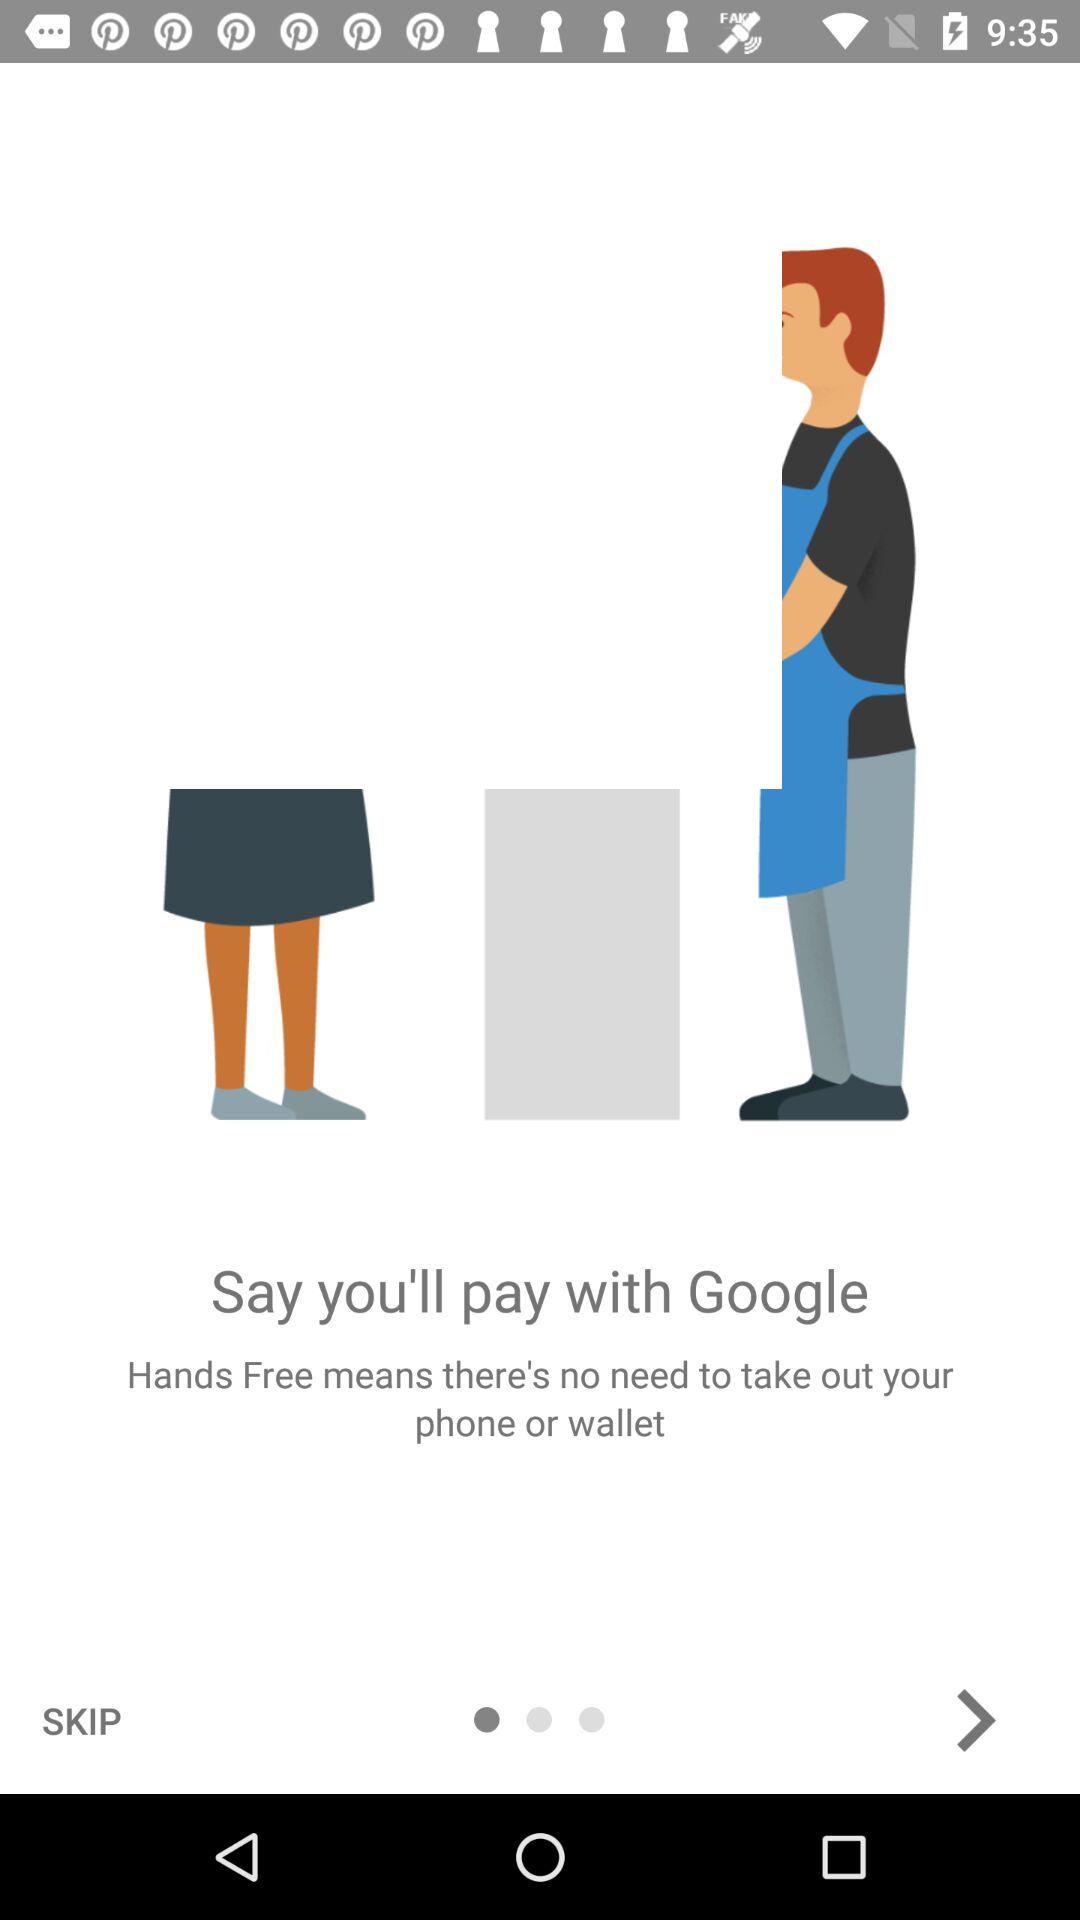 FAKE
9:35
Say you'll pay with Google
Hands Free means there's no need to take out your
phone or wallet
SKIP